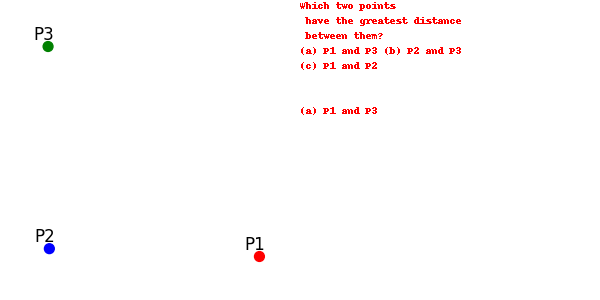 Which two points
have the greatest distance
between them?
(a) P1 and P3 (b) P2 and P3
(c) P1 and P2
(a) P1 and P3
P3
P2
P1